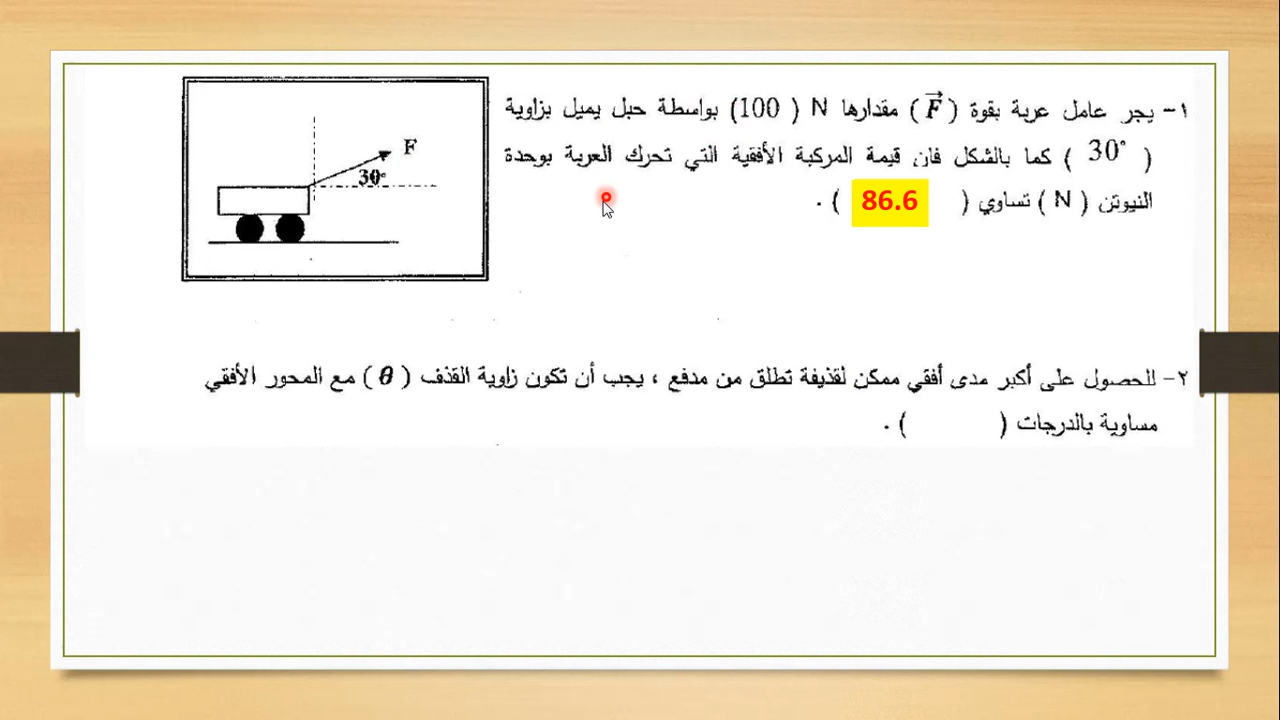 ١- يجر عامل عربة بقوة ( F ) مقدارها N ( 100) بواسطة حبل يميل بزاوية
( 30° ) كما بالشكل فان قيمة المركبة الأفقية التي تحرك العربة بوحدة
النيوتن ( N ) تساوي ( 86.6 ) .
F
30°
٢- للحصول على أكبر مدى أفقي ممكن لقذيفة تطلق من مدفع ، يجب أن تكون زاوية القذف ( θ ) مع المحور الأفقي
مساوية بالدرجات ( ) .